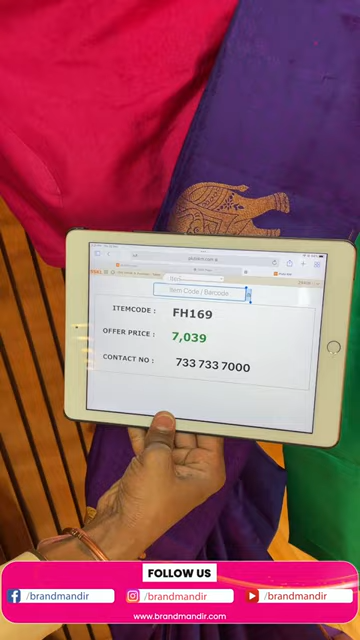 Item Code / Barcode
ITEMCODE : FH169
OFFER PRICE : 7,039
CONTACT NO : 733 733 7000
FOLLOW US
/brandmandir /brandmandir /brandmandir
www.brandmandir.com